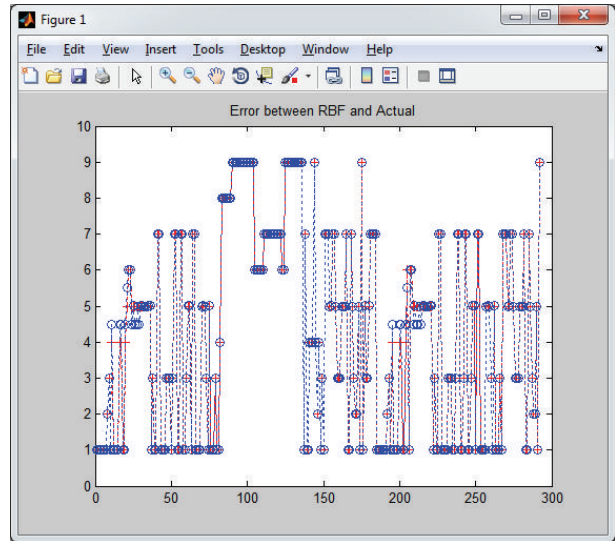 Figure 1
File Edit View Insert Tools Desktop Window Help
Error between RBF and Actual
10
9
8
7
6
5
4
3
2
1
0
0 50 100 150 200 250 300